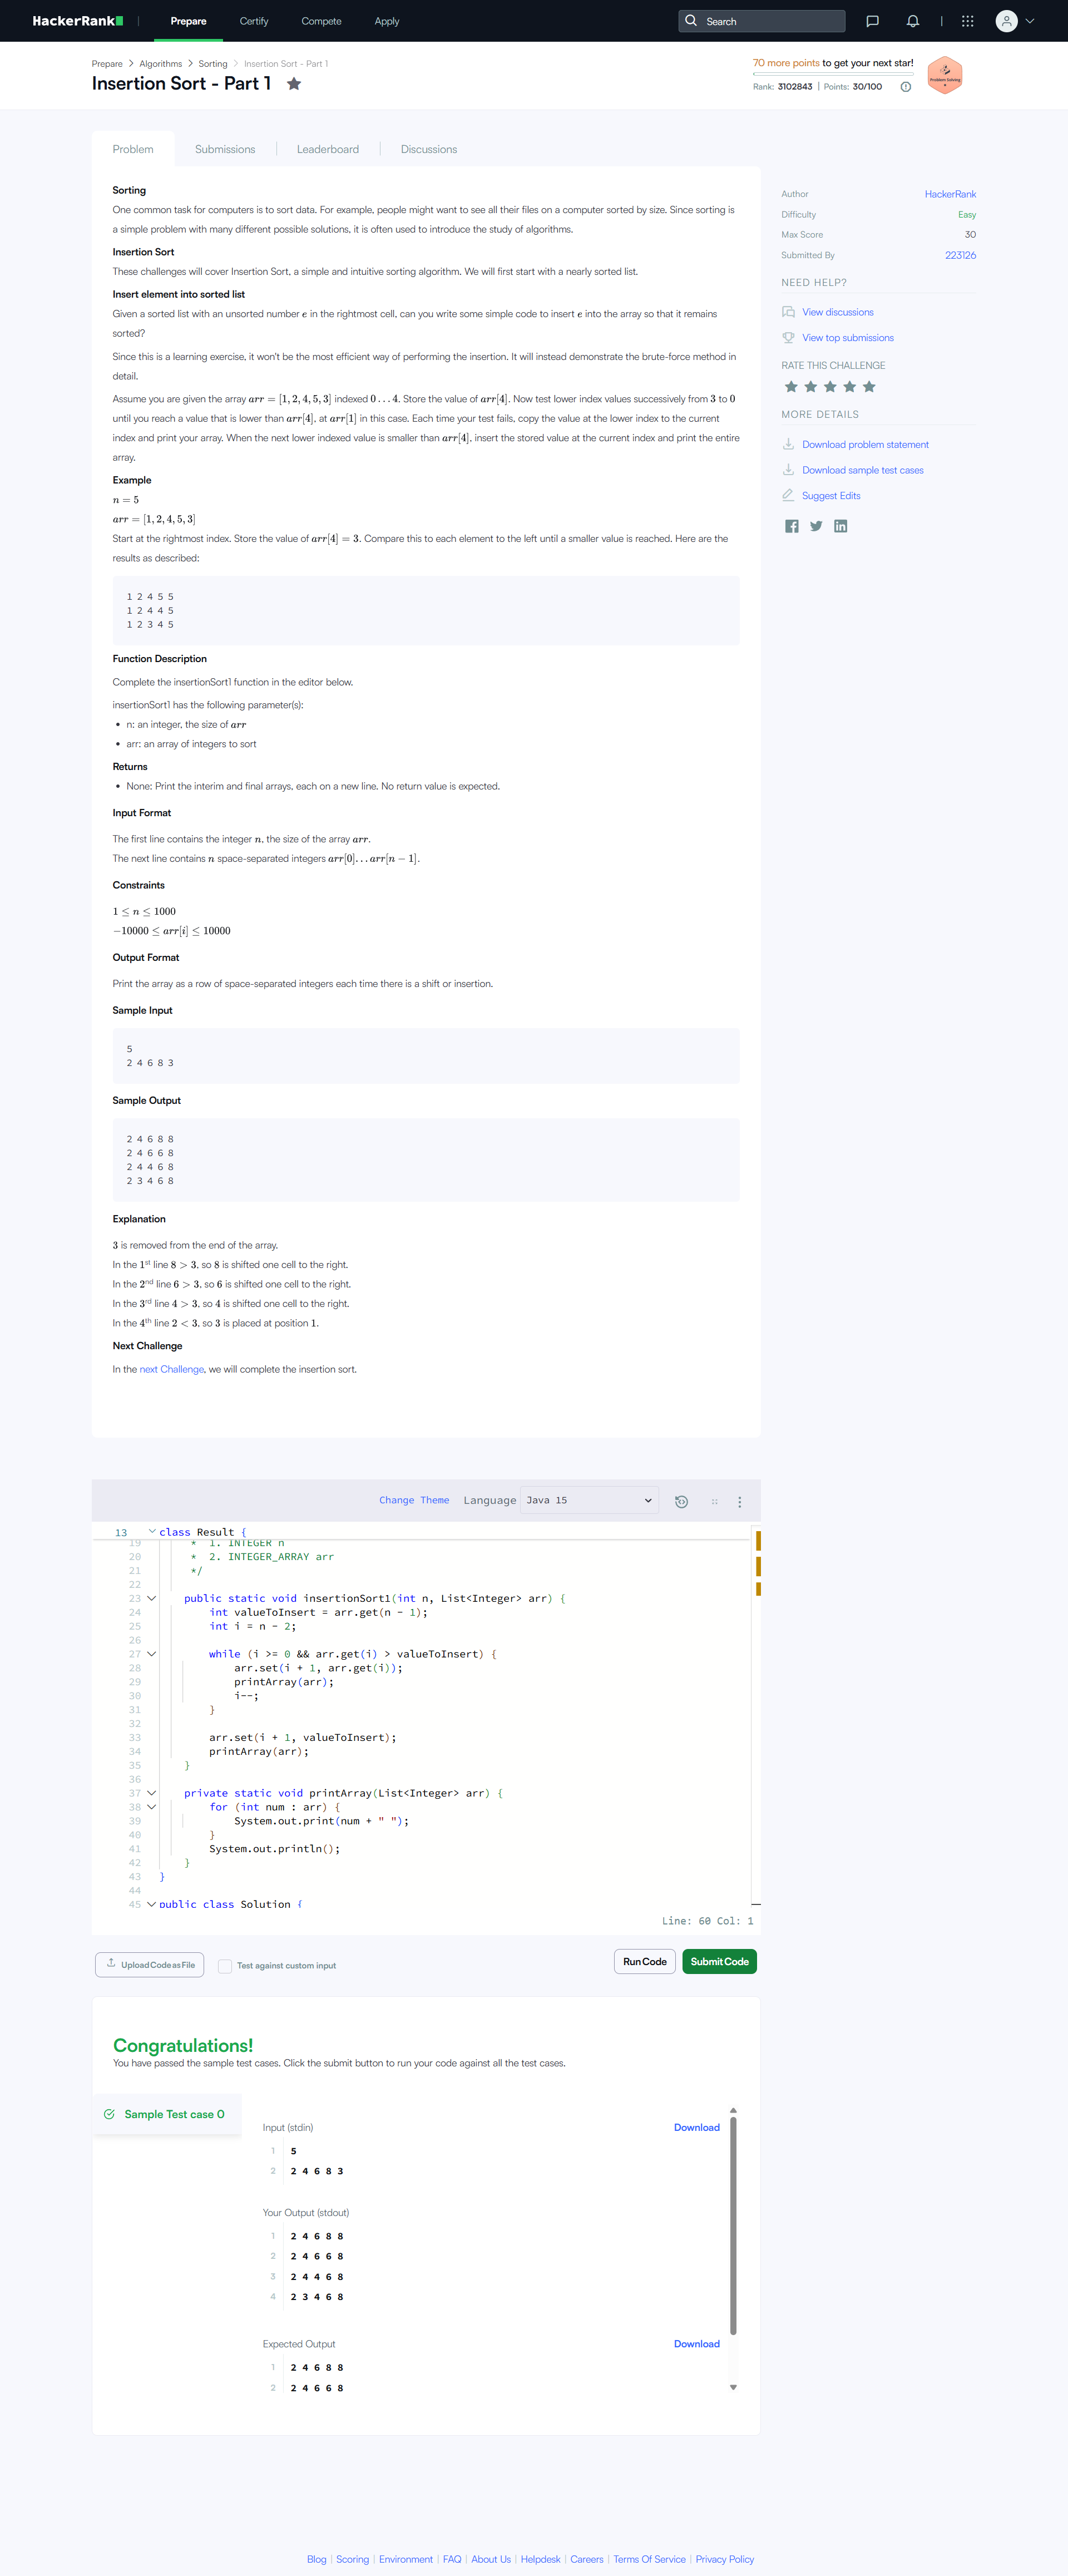 HackerRank
Prepare
Certify
Compete
Apply
Search
Prepare > Algorithms > Sorting > Insertion Sort - Part 1
Insertion Sort - Part 1
70 more points to get your next star!
Rank: 3102843 | Points: 30/100
Problem Solving
Problem
Submissions
Leaderboard
Discussions
Sorting
One common task for computers is to sort data. For example, people might want to see all their files on a computer sorted by size. Since sorting is
a simple problem with many different possible solutions, it is often used to introduce the study of algorithms.
Insertion Sort
These challenges will cover Insertion Sort, a simple and intuitive sorting algorithm. We will first start with a nearly sorted list.
Insert element into sorted list
Given a sorted list with an unsorted number e in the rightmost cell, can you write some simple code to insert e into the array so that it remains
sorted?
Since this is a learning exercise, it won't be the most efficient way of performing the insertion. It will instead demonstrate the brute-force method in
detail.
Assume you are given the array arr = [1, 2, 4, 5, 3] indexed 0 . . . 4. Store the value of arr[4]. Now test lower index values successively from 3 to 0
until you reach a value that is lower than arr[4], at arr[1] in this case. Each time your test fails, copy the value at the lower index to the current
index and print your array. When the next lower indexed value is smaller than arr[4], insert the stored value at the current index and print the entire
array.
Example
n = 5
arr = [1, 2, 4, 5, 3]
Start at the rightmost index. Store the value of arr[4] = 3. Compare this to each element to the left until a smaller value is reached. Here are the
results as described:
1 2 4 5 5
1 2 4 4 5
1 2 3 4 5
Function Description
Complete the insertionSort1 function in the editor below.
insertionSort1 has the following parameter(s):
• n: an integer, the size of arr
• arr: an array of integers to sort
Returns
• None: Print the interim and final arrays, each on a new line. No return value is expected.
Input Format
The first line contains the integer n, the size of the array arr.
The next line contains n space-separated integers arr[0]. . . arr[n − 1].
Constraints
1 ≤ n ≤ 1000
−10000 ≤ arr[i] ≤ 10000
Output Format
Print the array as a row of space-separated integers each time there is a shift or insertion.
Sample Input
5
2 4 6 8 3
Sample Output
2 4 6 8 8
2 4 6 6 8
2 4 4 6 8
2 3 4 6 8
Explanation
3 is removed from the end of the array.
In the 1st line 8 > 3, so 8 is shifted one cell to the right.
In the 2nd line 6 > 3, so 6 is shifted one cell to the right.
In the 3rd line 4 > 3, so 4 is shifted one cell to the right.
In the 4th line 2 < 3, so 3 is placed at position 1.
Next Challenge
In the next Challenge, we will complete the insertion sort.
Author HackerRank
Difficulty Easy
Max Score 30
Submitted By 223126
NEED HELP?
View discussions
View top submissions
RATE THIS CHALLENGE
MORE DETAILS
Download problem statement
Download sample test cases
Suggest Edits
Change Theme Language Java 15
13 class Result {
19 * 1. INTEGER n
20 * 2. INTEGER_ARRAY arr
21 */
22
23 public static void insertionSort1(int n, List<Integer> arr) {
24 int valueToInsert = arr.get(n - 1);
25 int i = n - 2;
26
27 while (i >= 0 && arr.get(i) > valueToInsert) {
28 arr.set(i + 1, arr.get(i));
29 printArray(arr);
30 i--;
31 }
32
33 arr.set(i + 1, valueToInsert);
34 printArray(arr);
35 }
36
37 private static void printArray(List<Integer> arr) {
38 for (int num : arr) {
39 System.out.print(num + " ");
40 }
41 System.out.println();
42 }
43 }
44
45 public class Solution {
Line: 60 Col: 1
Upload Code as File
Test against custom input
Run Code
Submit Code
Congratulations!
You have passed the sample test cases. Click the submit button to run your code against all the test cases.
Sample Test case 0
Input (stdin)
Download
1 5
2 2 4 6 8 3
Your Output (stdout)
1 2 4 6 8 8
2 2 4 6 6 8
3 2 4 4 6 8
4 2 3 4 6 8
Expected Output
Download
1 2 4 6 8 8
2 2 4 6 6 8
Blog | Scoring | Environment | FAQ | About Us | Helpdesk | Careers | Terms Of Service | Privacy Policy